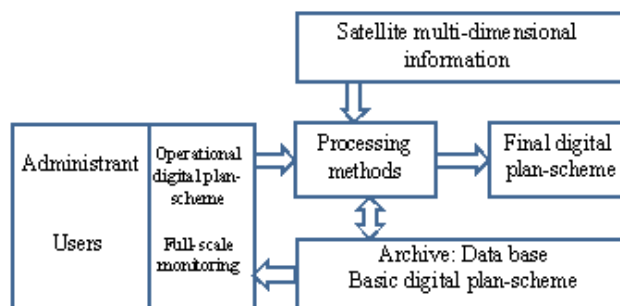 Satellite multi-dimensional
information
Administrant
Users
Operational
digital plan-
scheme
Full-scale
monitoring
Processing
methods
Final digital
plan-scheme
Archive: Data base
Basic digital plan-scheme